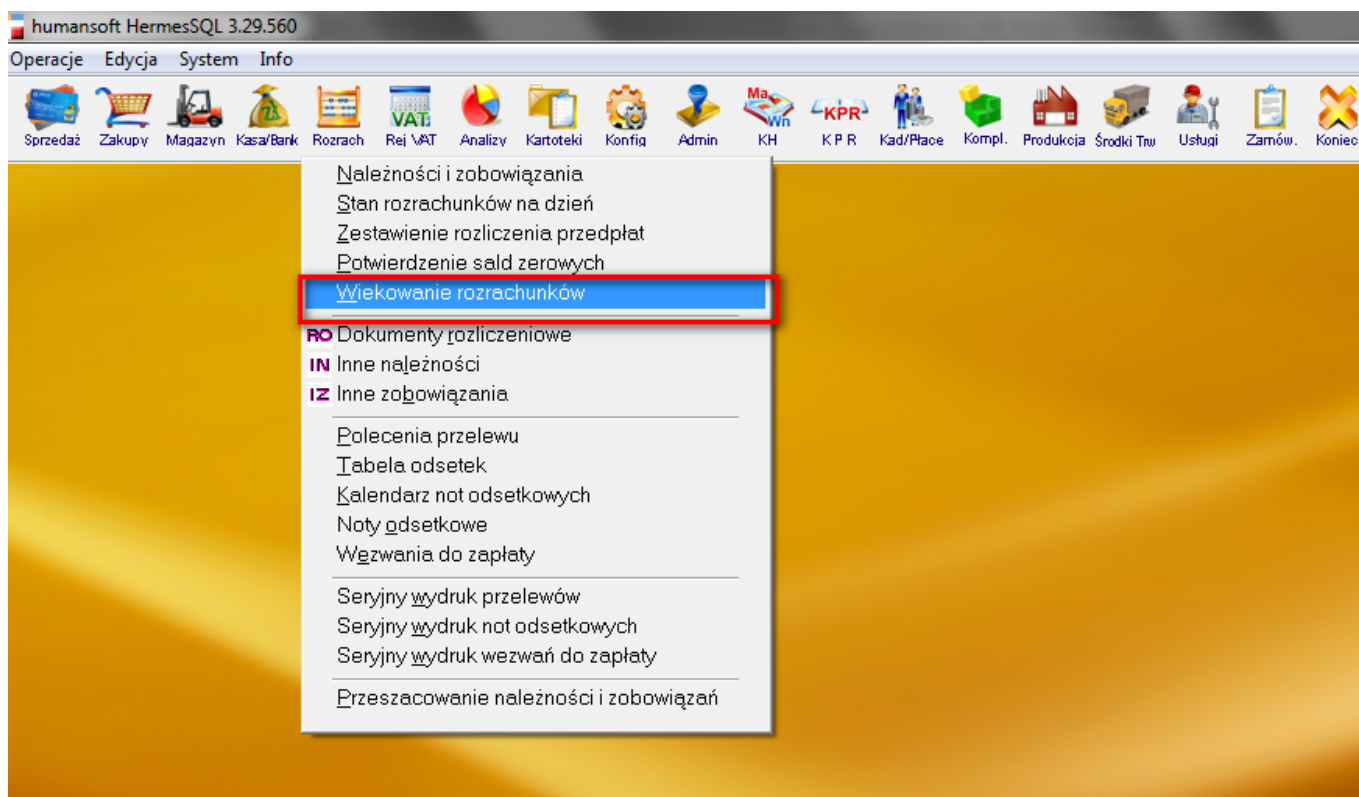 humansoft HermesSQL 3.29.560
Operacje Edycja System Info
VAT Ma Wn KPR
Sprzedaż Zakupy Magazyn Kasa/Bank Rozrach Rej VAT Analizy Kartoteki Konfig Admin KH K P R Kad/Płace Kompl. Produkcja Środki Trw Usługi Zamów. Koniec
Należności i zobowiązania
Stan rozrachunków na dzień
Zestawienie rozliczenia przedpłat
Potwierdzenie sald zerowych
Wiekowanie rozrachunków
RO Dokumenty rozliczeniowe
IN Inne należności
IZ Inne zobowiązania
Polecenia przelewu
Tabela odsetek
Kalendarz not odsetkowych
Noty odsetkowe
Wezwania do zapłaty
Seryjny wydruk przelewów
Seryjny wydruk not odsetkowych
Seryjny wydruk wezwań do zapłaty
Przeszacowanie należności i zobowiązań